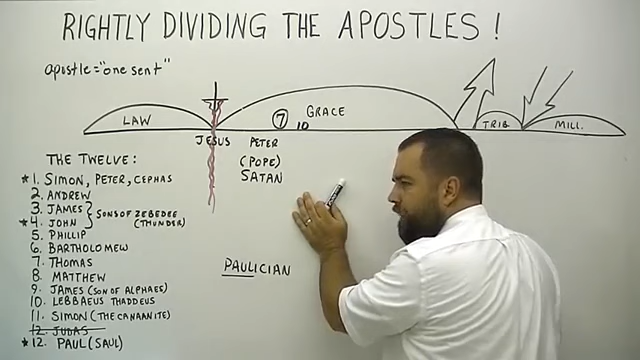 RIGHTLY DIVIDING THE APOSTLES !
apostle="one sent"
LAW
GRACE
7
10
TRIB
MILL.
JESUS
PETER
(POPE)
SATAN
THE TWELVE:
*1. SIMON, PETER, CEPHAS
2. ANDREW
3. JAMES
*4. JOHN
SONS OF ZEBEDEE
(THUNDER)
5. PHILLIP
6. BARTHOLOMEW
7. THOMAS
8. MATTHEW
9. JAMES (SON OF ALPHAES)
10. LEBBAEUS THADDEUS
11. SIMON (THE CANAANITE)
12. JUDAS
*12. PAUL (SAUL)
PAULICIAN